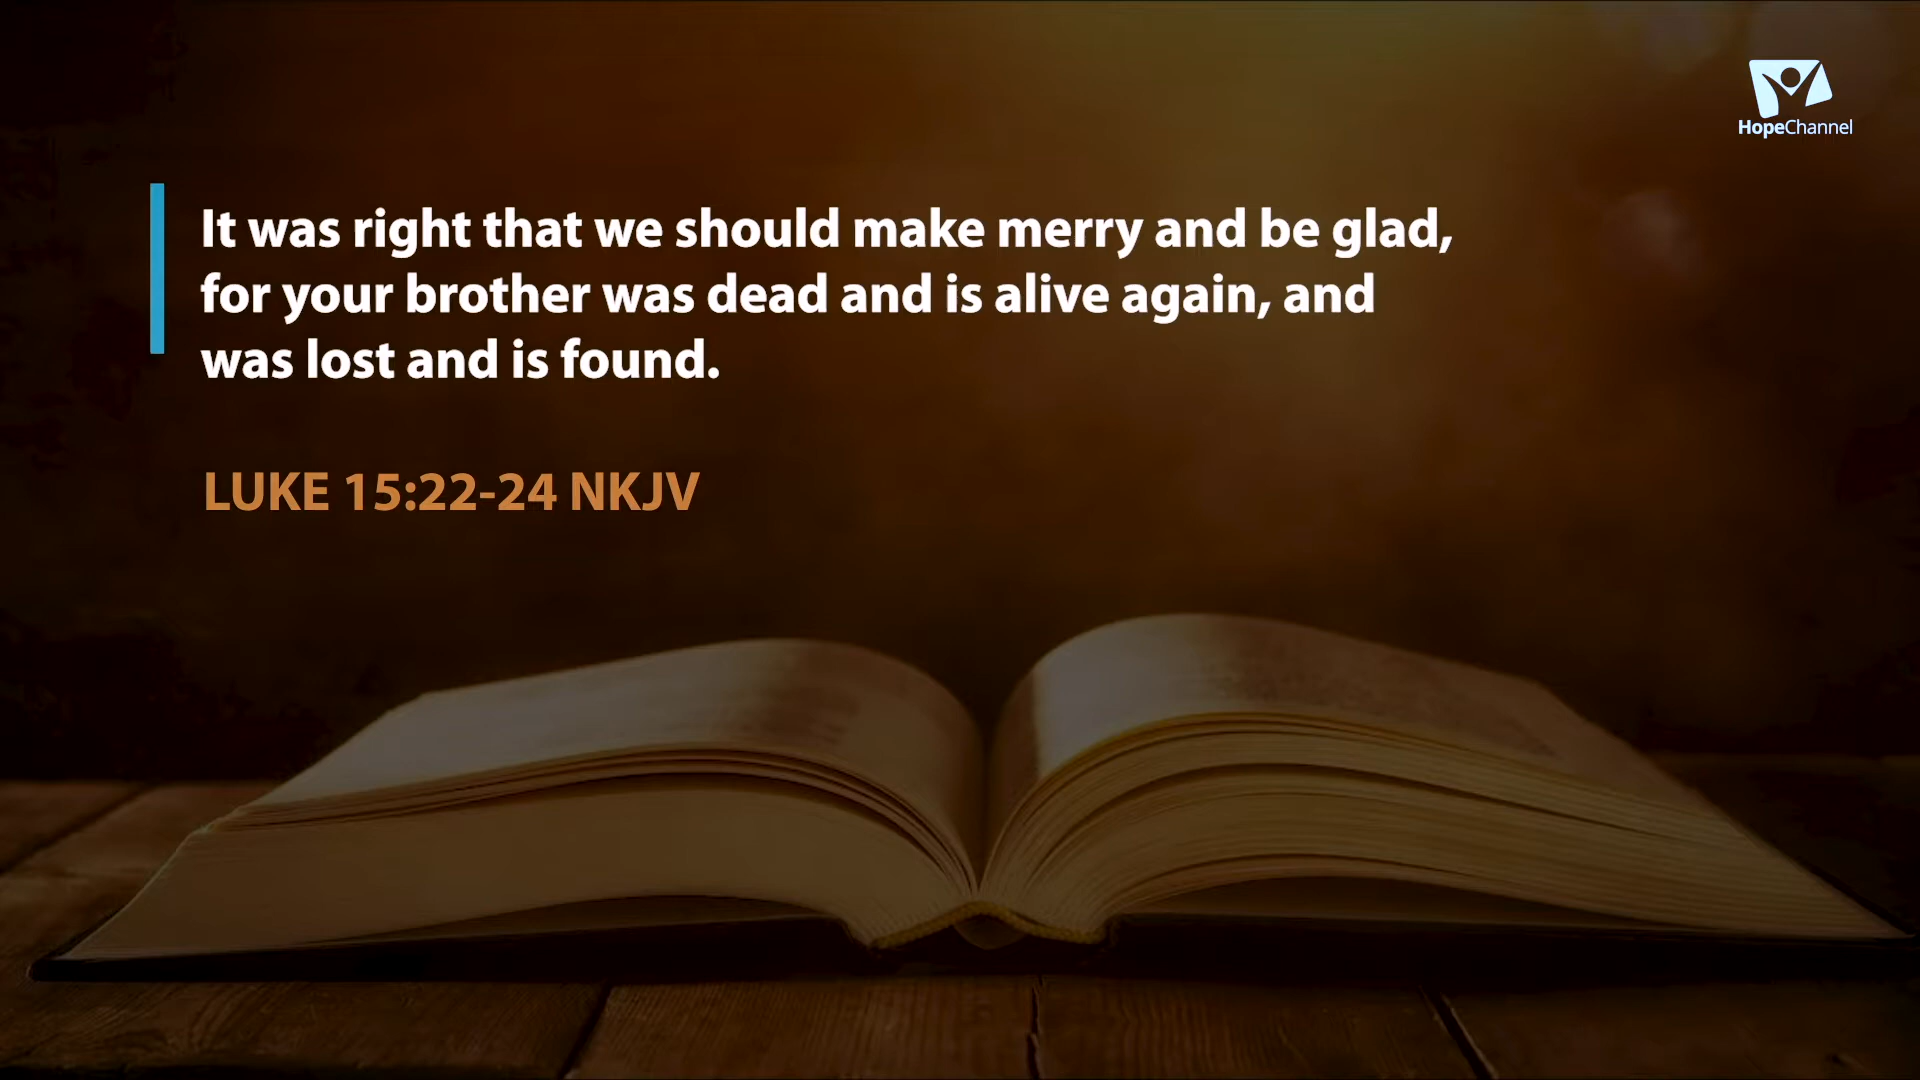 HopeChannel
It was right that we should make merry and be glad,
for your brother was dead and is alive again, and
was lost and is found.
LUKE 15:22-24 NKJV